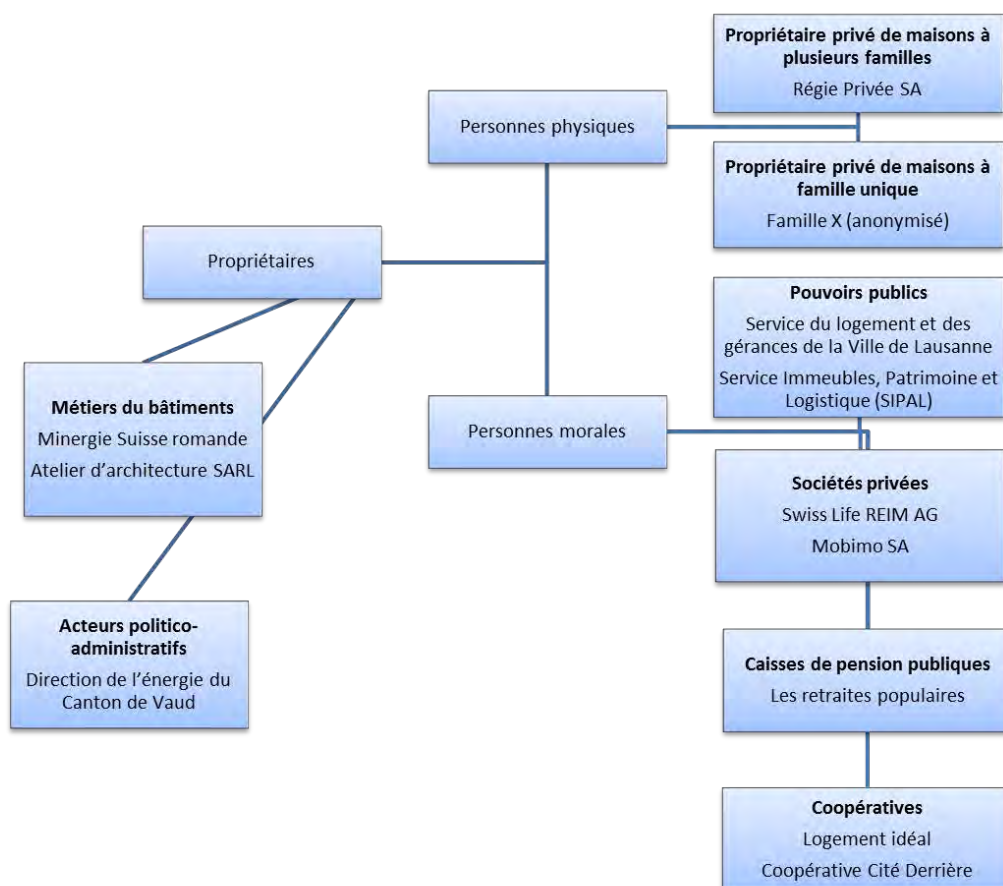 Propriétaire privé de maisons à
plusieurs familles
Régie Privée SA
Personnes physiques
Propriétaire privé de maisons à
famille unique
Famille X (anonymisé)
Propriétaires
Pouvoirs publics
Service du logement et des
gérances de la Ville de Lausanne
Service Immeubles, Patrimoine et
Logistique (SIPAL)
Métiers du bâtiments
Minergie Suisse romande
Atelier d'architecture SARL
Personnes morales
Sociétés privées
Swiss Life REIM AG
Mobimo SA
Acteurs politico-
administratifs
Direction de l'énergie du
Canton de Vaud
Caisses de pension publiques
Les retraites populaires
Coopératives
Logement idéal
Coopérative Cité Derrière